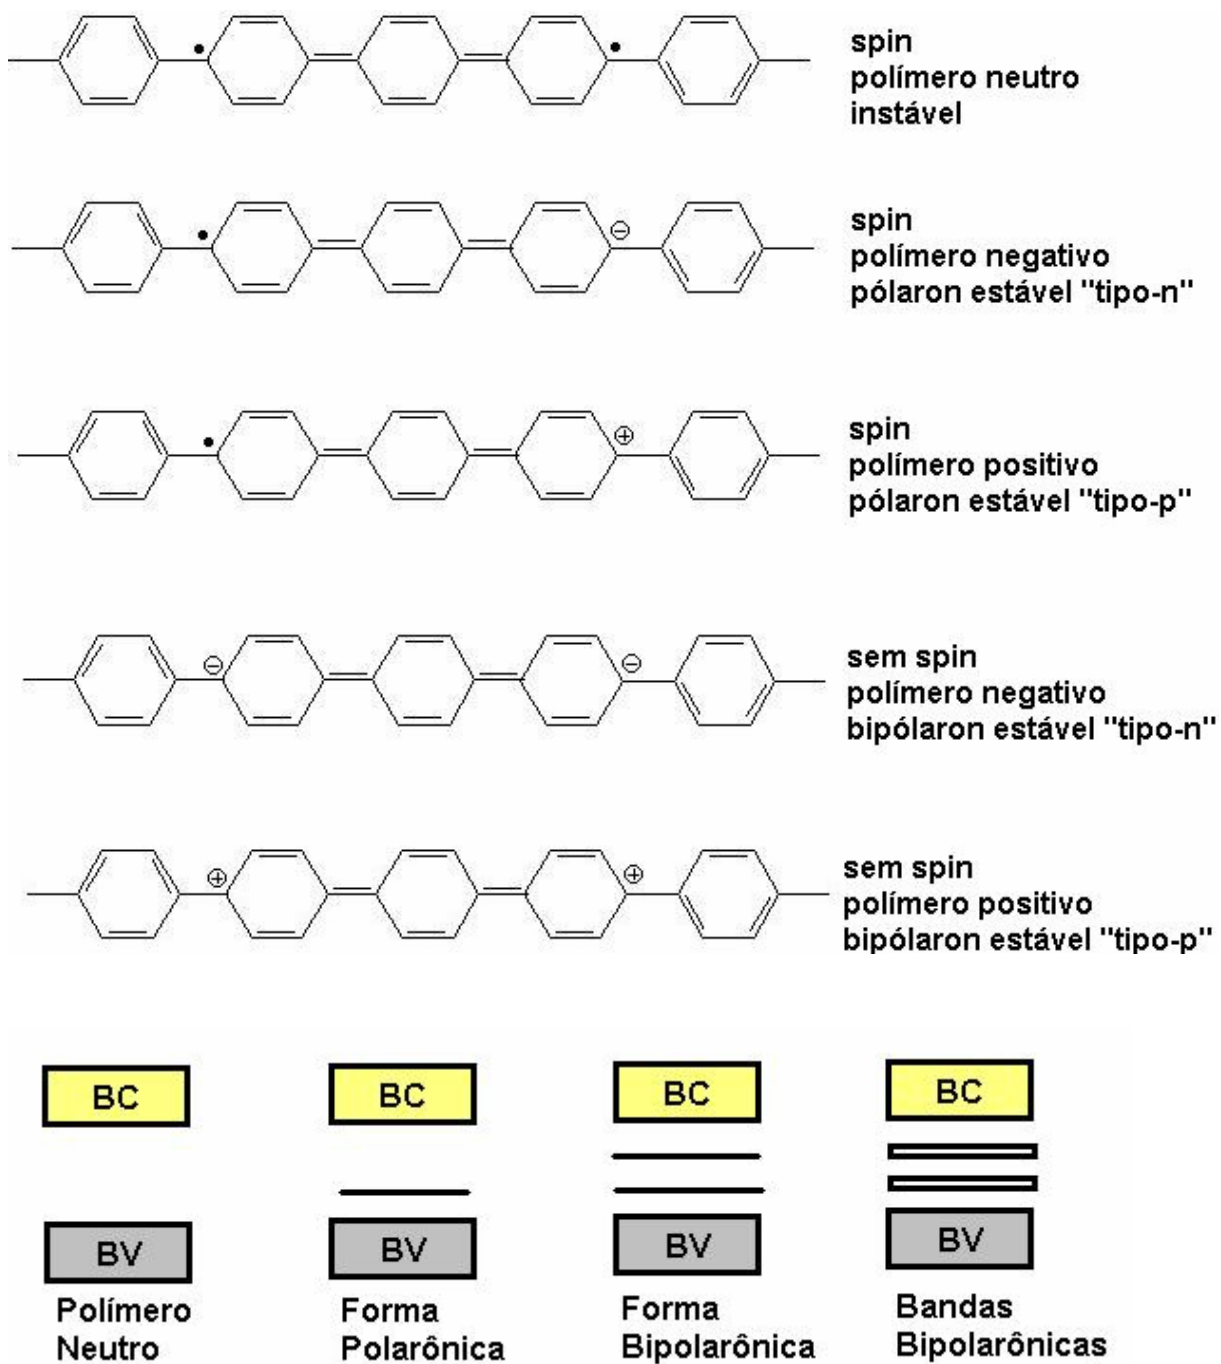 spin
polímero neutro
instável
spin
polímero negativo
pólaron estável "tipo-n"
spin
polímero positivo
pólaron estável "tipo-p"
sem spin
polímero negativo
bipólaron estável "tipo-n"
sem spin
polímero positivo
bipólaron estável "tipo-p"
BC
BC
BC
BC
BV
BV
BV
BV
Polímero
Neutro
Forma
Polarônica
Forma
Bipolarônica
Bandas
Bipolarônicas